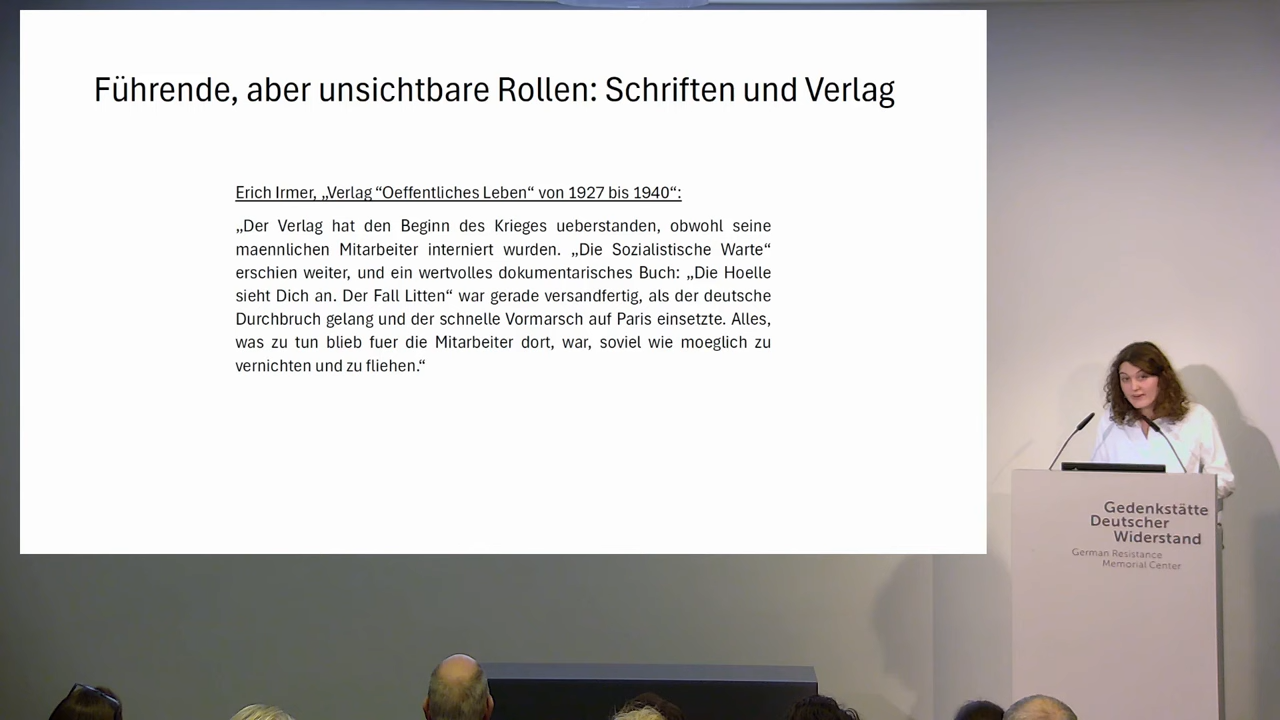 Führende, aber unsichtbare Rollen: Schriften und Verlag
Erich Irmer, „Verlag “Oeffentliches Leben“ von 1927 bis 1940“:
„Der Verlag hat den Beginn des Krieges ueberstanden, obwohl seine
maennlichen Mitarbeiter interniert wurden. „Die Sozialistische Warte“
erschien weiter, und ein wertvolles dokumentarisches Buch: „Die Hoelle
sieht Dich an. Der Fall Litten“ war gerade versandfertig, als der deutsche
Durchbruch gelang und der schnelle Vormarsch auf Paris einsetzte. Alles,
was zu tun blieb fuer die Mitarbeiter dort, war, soviel wie moeglich zu
vernichten und zu fliehen.“
Gedenkstätte
Deutscher
Widerstand
German Resistance
Memorial Center